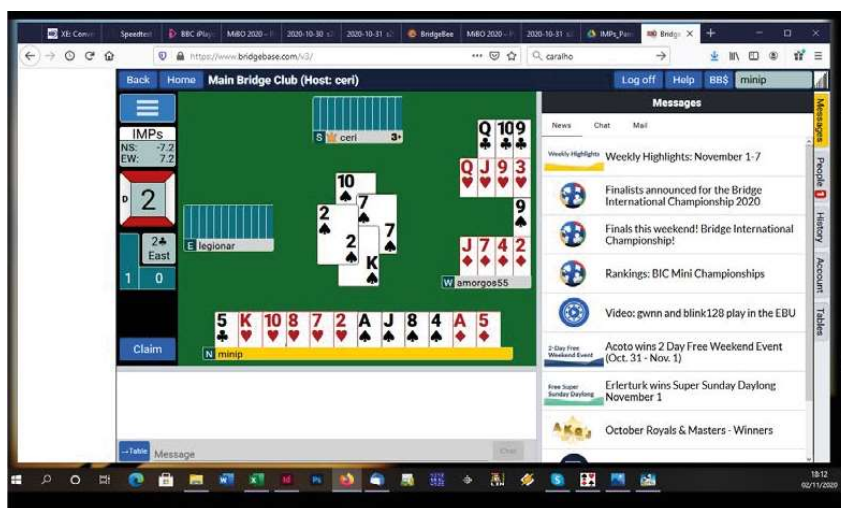 XE: Conv
Speedtest
BBC iPlay
MiBO 2020 -
2020-10-30
2020-10-31
BridgeBee
MiBO 2020 -
2020-10-31
IMPs_Pair
Bridge
https://www.bridgebase.com/v3/
caralho
Back Home Main Bridge Club (Host: ceri) Log off Help BB$ minip
IMPs
NS: -7.2
EW: 7.2
D 2
2♣
East
1 0
Claim
S ceri 3+
Q 10 9
♣ ♣ ♣
Q J 9 3
♥ ♥ ♥ ♥
9
♠
J 7 4 2
♦ ♦ ♦ ♦
W amorgos55
E legionar
10
2 7
♠ ♠
2 7
♠ ♠
K
♠
5 K 10 8 7 2 A J 8 4 A 5
♣ ♥ ♥ ♥ ♥ ♥ ♠ ♠ ♠ ♠ ♦ ♦
N minip
→Table Message Chat
Messages
News Chat Mail
Weekly Highlights Weekly Highlights: November 1-7
Finalists announced for the Bridge
International Championship 2020
Finals this weekend! Bridge International
Championship!
Rankings: BIC Mini Championships
Video: gwnn and blink128 play in the EBU
2-Day Free
Weekend Event
Acoto wins 2 Day Free Weekend Event
(Oct. 31 - Nov. 1)
Free Super
Sunday Daylong
Erlerturk wins Super Sunday Daylong
November 1
AKQJ
October Royals & Masters - Winners
Messages
People 1
History
Account
Tables
18:12
02/11/2020